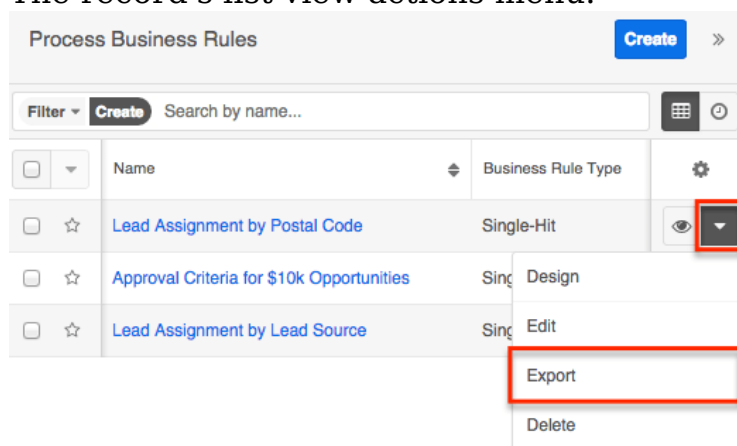 The record's list view actions menu:
Process Business Rules Create »
Filter Create Search by name...
Name Business Rule Type
Lead Assignment by Postal Code Single-Hit
Approval Criteria for $10k Opportunities Sing
Design
Lead Assignment by Lead Source Sing
Edit
Export
Delete